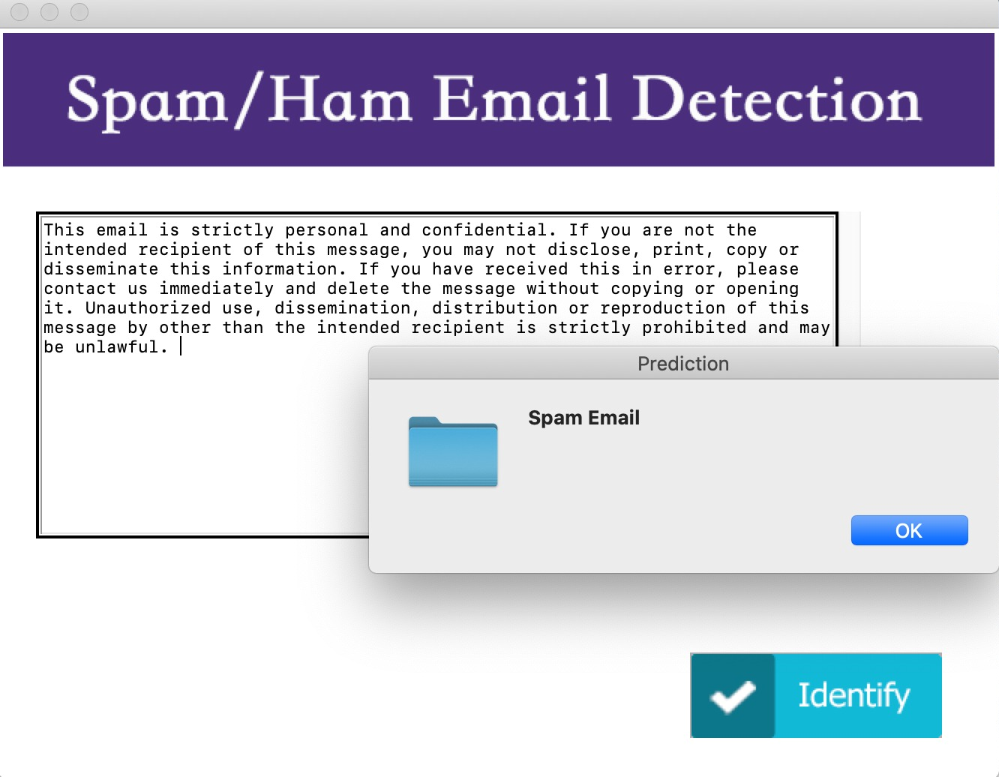 Spam/Ham Email Detection
This email is strictly personal and confidential. If you are not the
intended recipient of this message, you may not disclose, print, copy or
disseminate this information. If you have received this in error, please
contact us immediately and delete the message without copying or opening
it. Unauthorized use, dissemination, distribution or reproduction of this
message by other than the intended recipient is strictly prohibited and may
be unlawful.
Prediction
Spam Email
OK
Identify